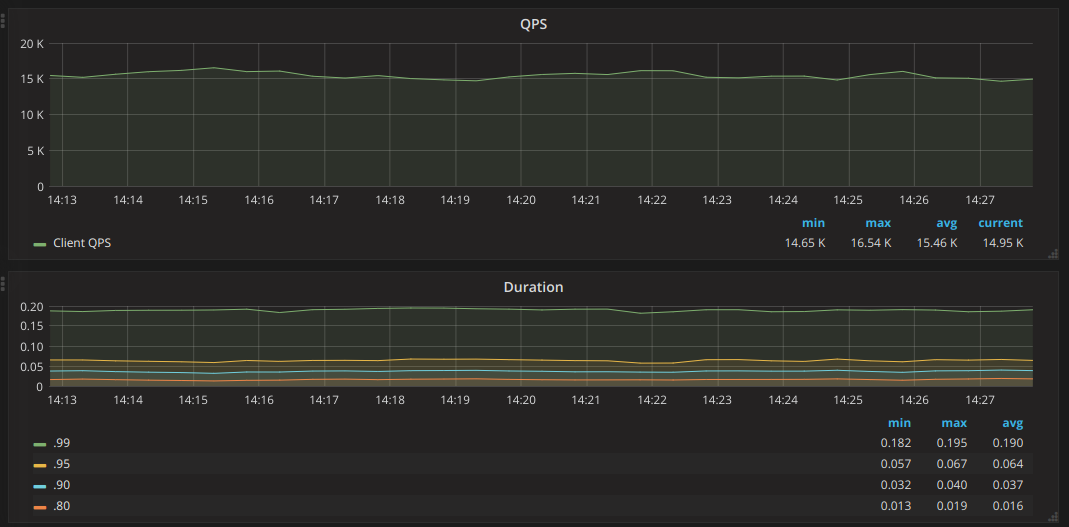 QPS
20 K
15 K
10 K
5 K
0
14:13 14:14 14:15 14:16 14:17 14:18 14:19 14:20 14:21 14:22 14:23 14:24 14:25 14:26 14:27
min max avg current
Client QPS 14.65 K 16.54 K 15.46 K 14.95 K
Duration
0.20
0.15
0.10
0.05
0
14:13 14:14 14:15 14:16 14:17 14:18 14:19 14:20 14:21 14:22 14:23 14:24 14:25 14:26 14:27
min max avg
.99 0.182 0.195 0.190
.95 0.057 0.067 0.064
.90 0.032 0.040 0.037
.80 0.013 0.019 0.016